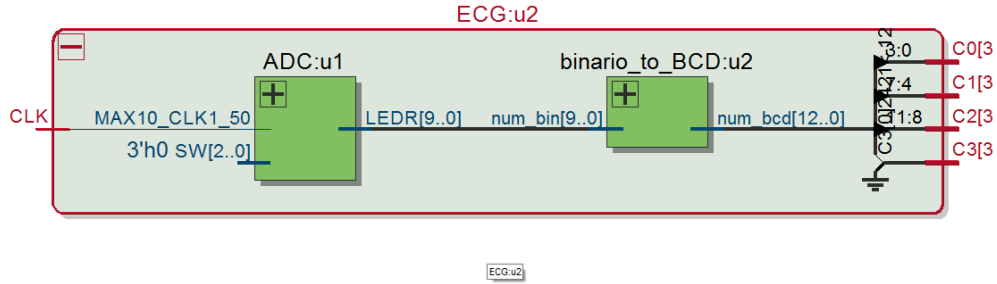 ECG:u2
ADC:u1
binario_to_BCD:u2
3:0
C0[3
7:4
C1[3
CLK
MAX10_CLK1_50
LEDR[9..0]
num_bin[9..0]
num_bcd[12..0]
11:8
C2[3
3'h0 SW[2..0]
C3[3
ECG:u2